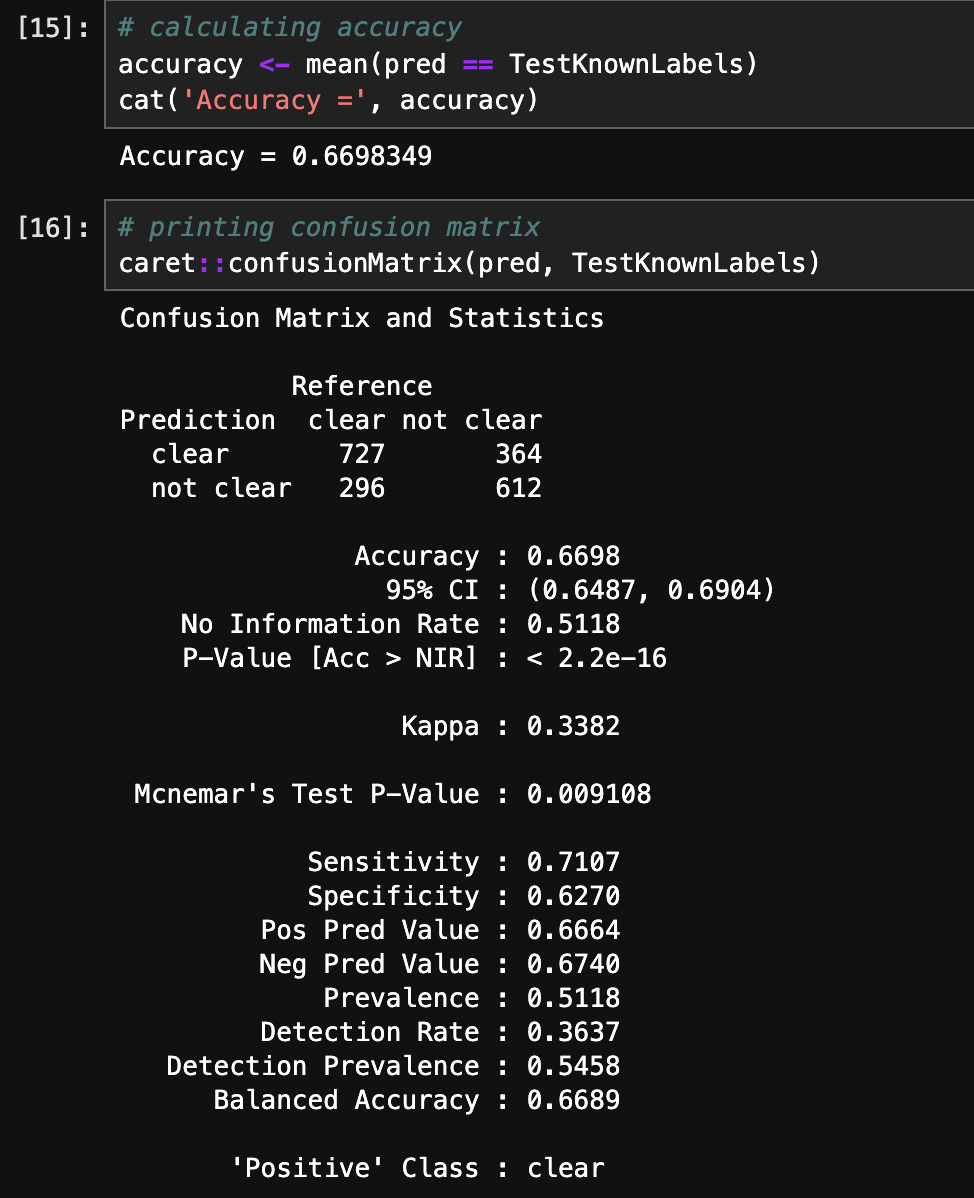 [15]: # calculating accuracy
accuracy <- mean(pred == TestKnownLabels)
cat('Accuracy =', accuracy)
Accuracy = 0.6698349
[16]: # printing confusion matrix
caret::confusionMatrix(pred, TestKnownLabels)
Confusion Matrix and Statistics
Reference
Prediction clear not clear
clear 727 364
not clear 296 612
Accuracy : 0.6698
95% CI : (0.6487, 0.6904)
No Information Rate : 0.5118
P-Value [Acc > NIR] : < 2.2e-16
Kappa : 0.3382
Mcnemar's Test P-Value : 0.009108
Sensitivity : 0.7107
Specificity : 0.6270
Pos Pred Value : 0.6664
Neg Pred Value : 0.6740
Prevalence : 0.5118
Detection Rate : 0.3637
Detection Prevalence : 0.5458
Balanced Accuracy : 0.6689
'Positive' Class : clear